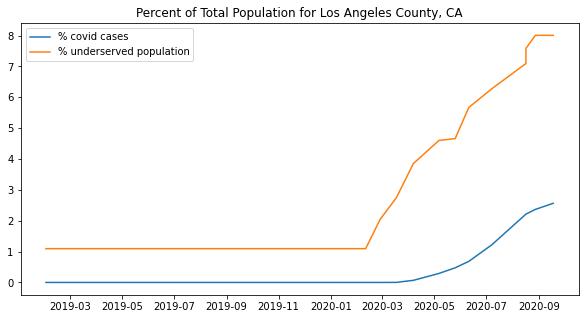 Percent of Total Population for Los Angeles County, CA
% covid cases
% underserved population
8
7
6
5
4
3
2
1
0
2019-03 2019-05 2019-07 2019-09 2019-11 2020-01 2020-03 2020-05 2020-07 2020-09